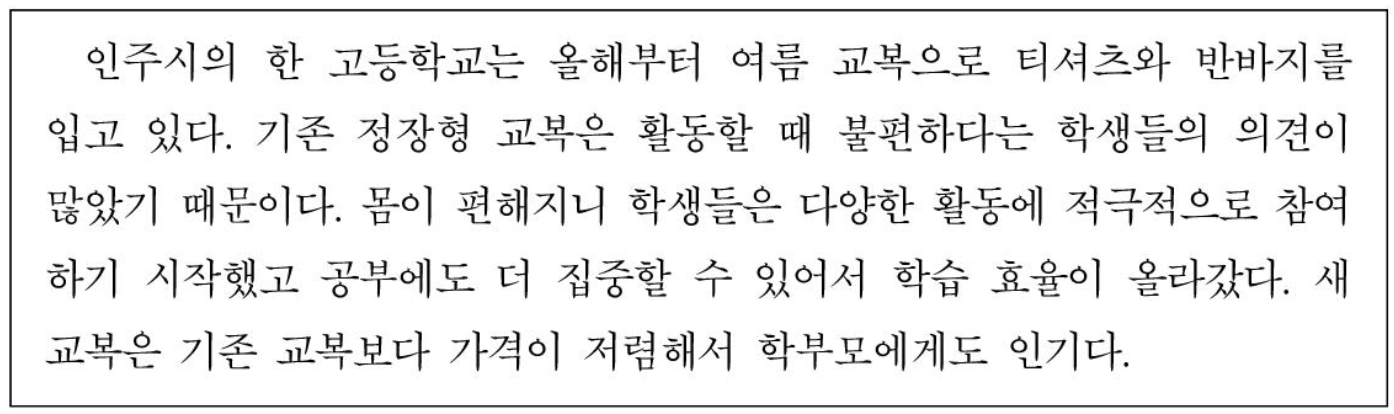 인주시의 한 고등학교는 올해부터 여름 교복으로 티셔츠와 반바지를
입고 있다. 기존 정장형 교복은 활동할 때 불편하다는 학생들의 의견이
많았기 때문이다. 몸이 편해지니 학생들은 다양한 활동에 적극적으로 참여
하기 시작했고 공부에도 더 집중할 수 있어서 학습 효율이 올라갔다. 새
교복은 기존 교복보다 가격이 저렴해서 학부모에게도 인기다.